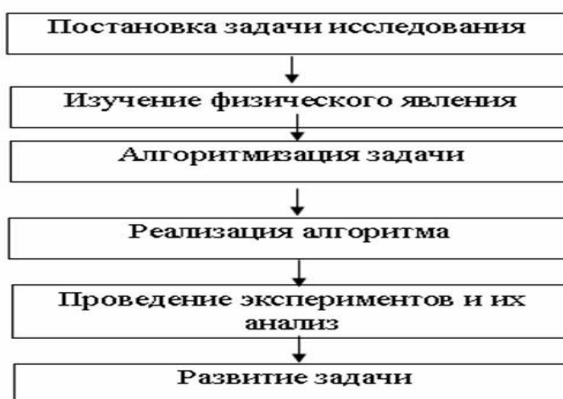 Постановка задачи исследования
Изучение физического явления
Алгоритмизация задачи
Реализация алгоритма
Проведение экспериментов и их
анализ
Развитие задачи